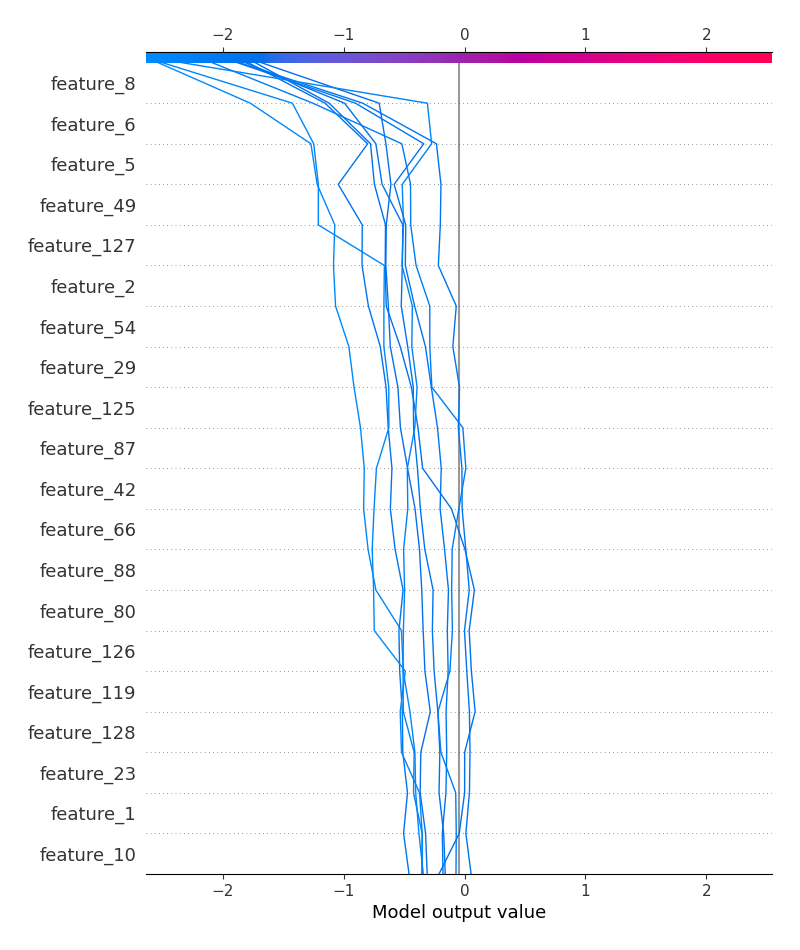 −2 −1 0 1 2
feature_8
feature_6
feature_5
feature_49
feature_127
feature_2
feature_54
feature_29
feature_125
feature_87
feature_42
feature_66
feature_88
feature_80
feature_126
feature_119
feature_128
feature_23
feature_1
feature_10
−2 −1 0 1 2
Model output value